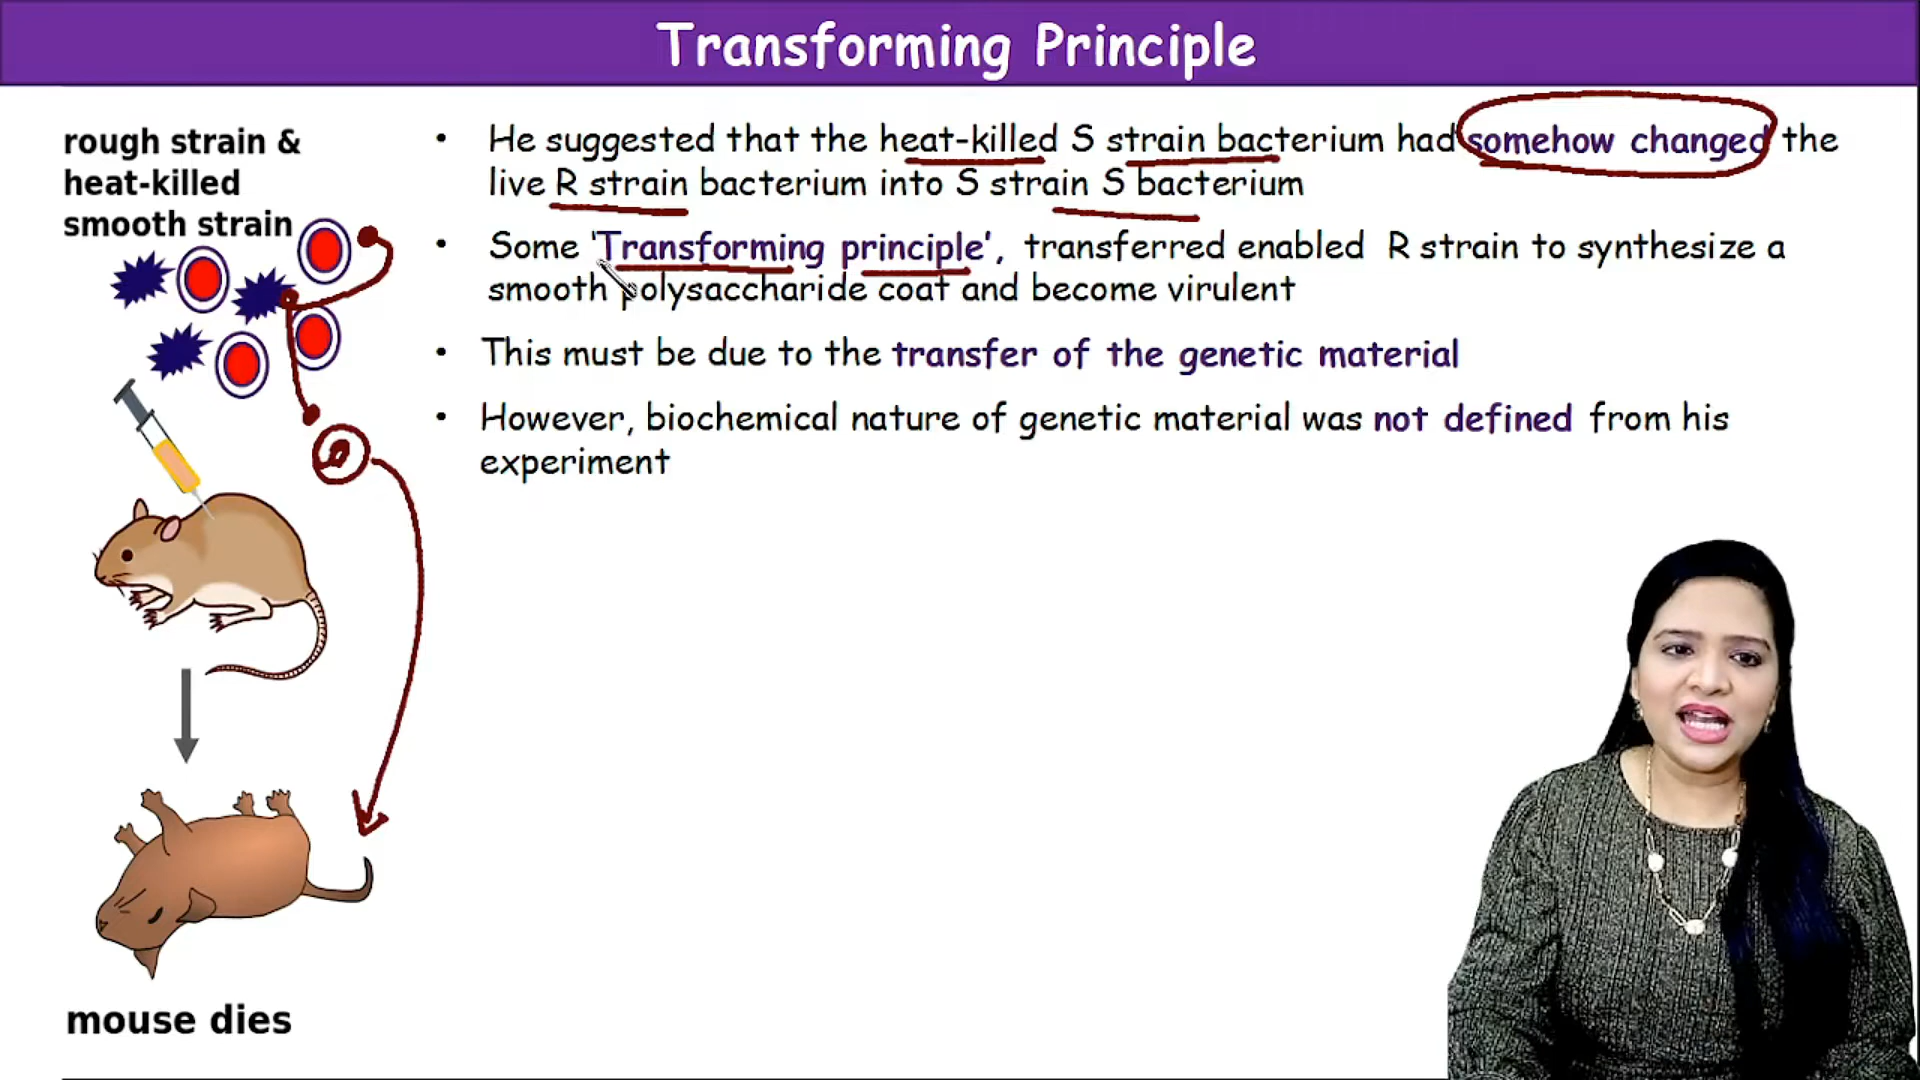 Transforming Principle
rough strain &
heat-killed
smooth strain
• He suggested that the heat-killed S strain bacterium had somehow changed the
live R strain bacterium into S strain S bacterium
• Some 'Transforming principle', transferred enabled R strain to synthesize a
smooth polysaccharide coat and become virulent
• This must be due to the transfer of the genetic material
• However, biochemical nature of genetic material was not defined from his
experiment
mouse dies